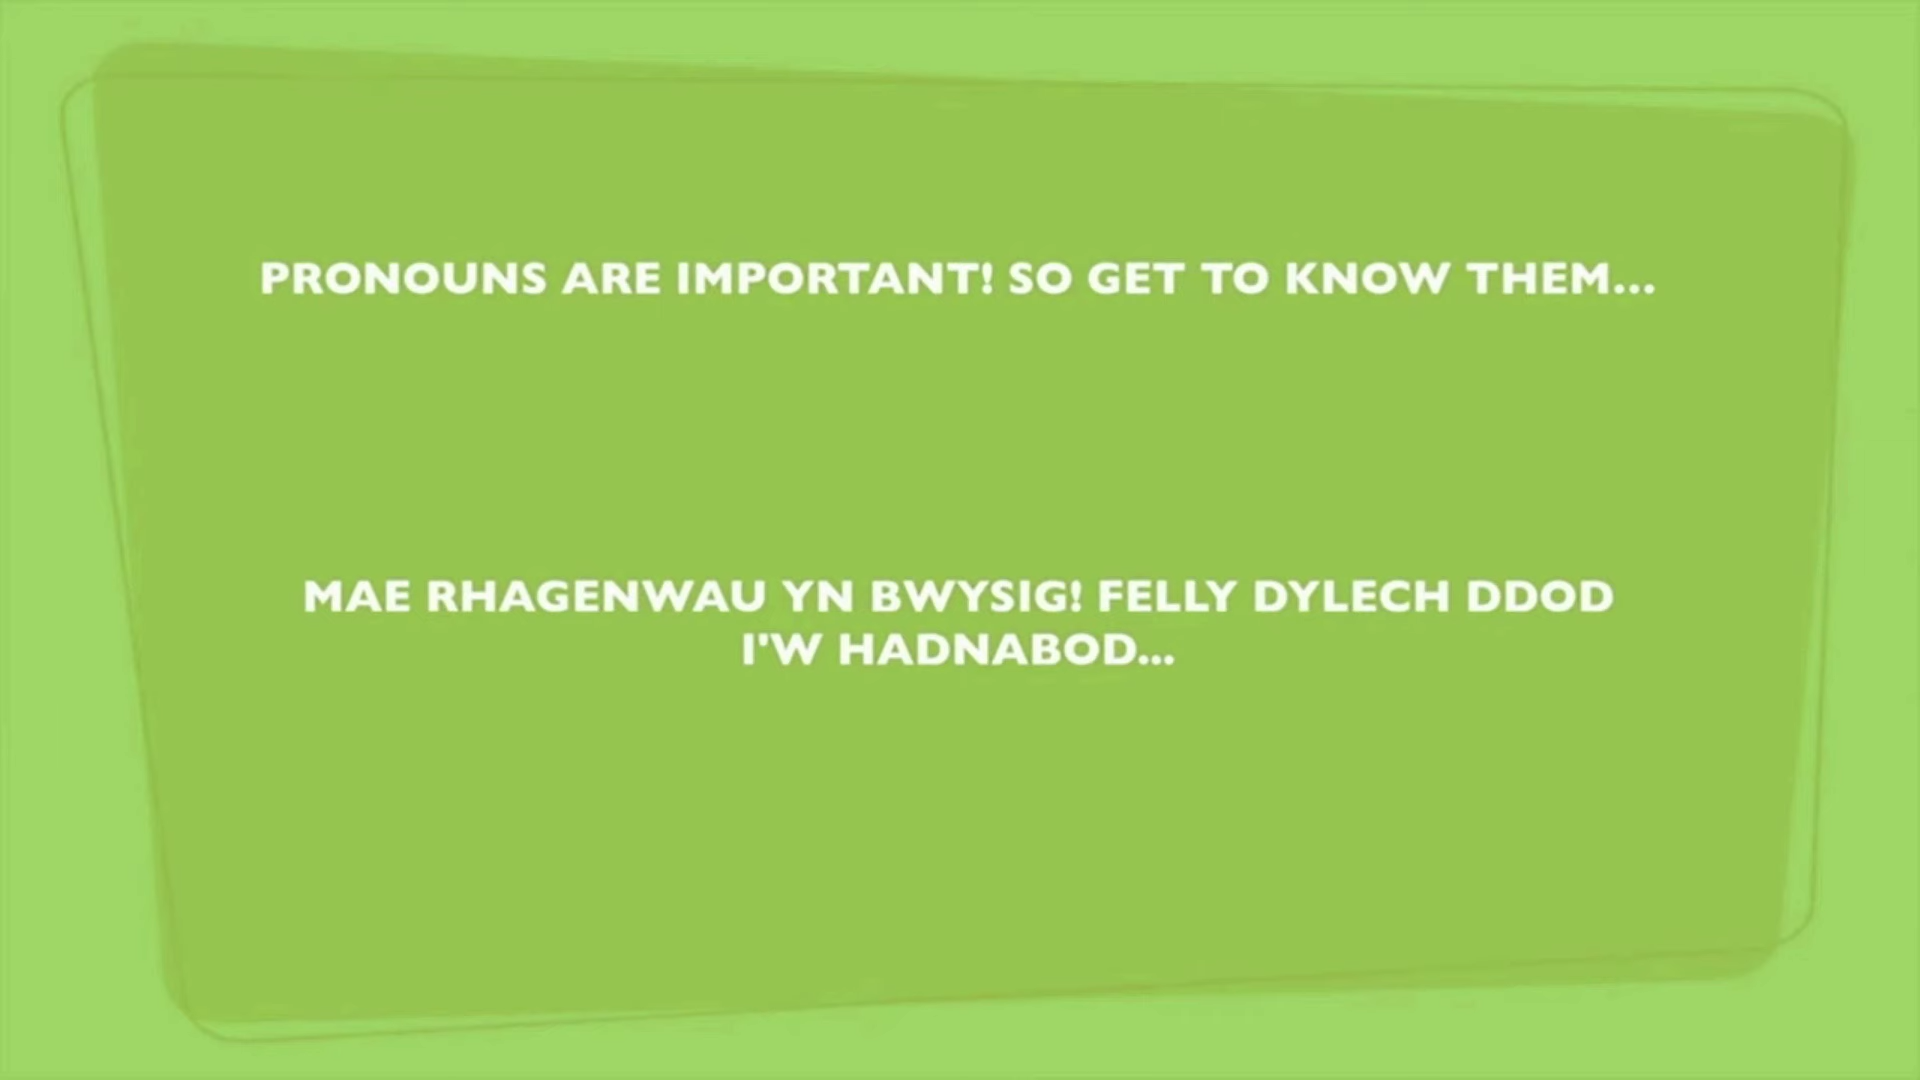 PRONOUNS ARE IMPORTANT! SO GET TO KNOW THEM...
MAE RHAGENWAU YN BWYSIG! FELLY DYLECH DDOD
I'W HADNABOD...